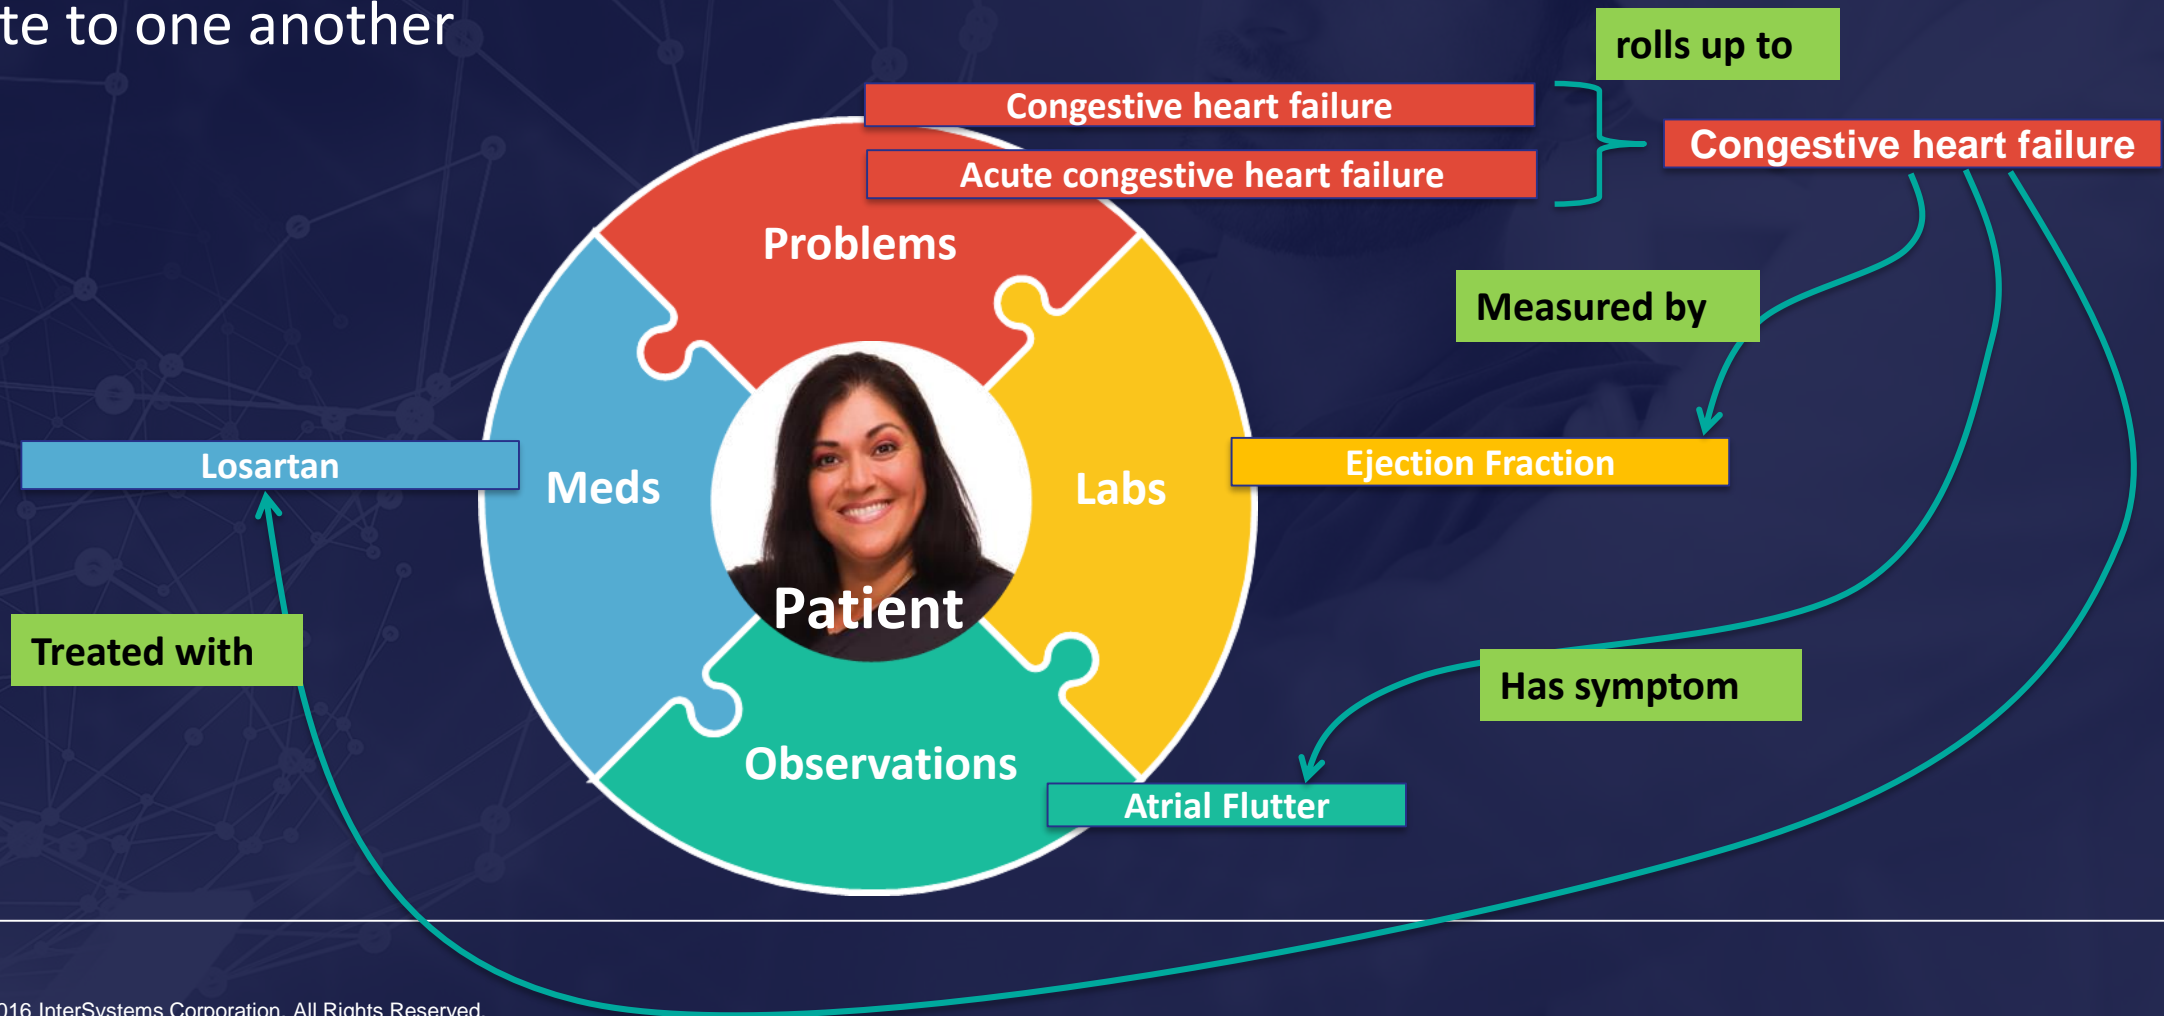 te to one another
rolls up to
Congestive heart failure
Congestive heart failure
Acute congestive heart failure
Problems
Measured by
Losartan
Meds
Labs
Ejection Fraction
Patient
Treated with
Has symptom
Observations
Atrial Flutter
016 InterSystems Corporation. All Rights Reserved.